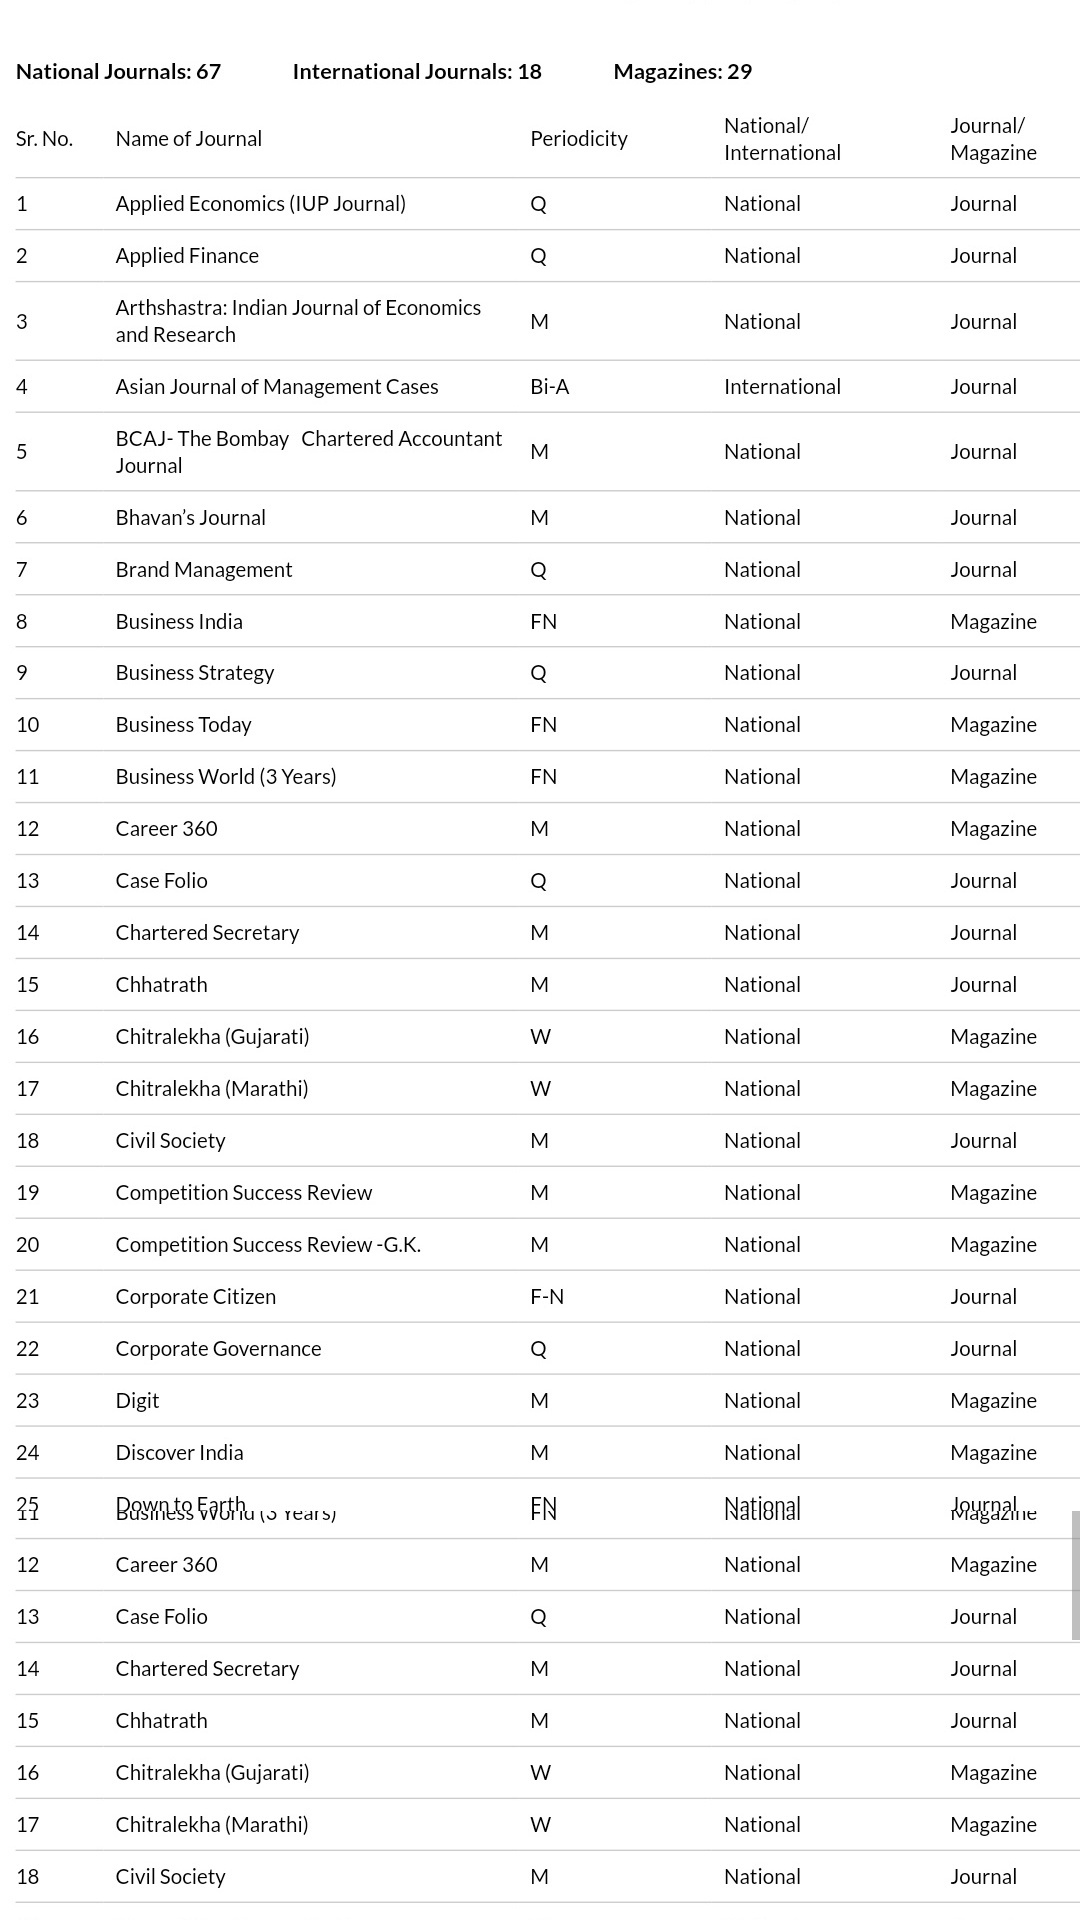 National Journals: 67 International Journals: 18 Magazines: 29
Sr. No. Name of Journal Periodicity National/ International Journal/ Magazine
1 Applied Economics (IUP Journal) Q National Journal
2 Applied Finance Q National Journal
3 Arthshastra: Indian Journal of Economics and Research M National Journal
4 Asian Journal of Management Cases Bi-A International Journal
5 BCAJ- The Bombay Chartered Accountant Journal M National Journal
6 Bhavan’s Journal M National Journal
7 Brand Management Q National Journal
8 Business India FN National Magazine
9 Business Strategy Q National Journal
10 Business Today FN National Magazine
11 Business World (3 Years) FN National Magazine
12 Career 360 M National Magazine
13 Case Folio Q National Journal
14 Chartered Secretary M National Journal
15 Chhatrath M National Journal
16 Chitralekha (Gujarati) W National Magazine
17 Chitralekha (Marathi) W National Magazine
18 Civil Society M National Journal
19 Competition Success Review M National Magazine
20 Competition Success Review -G.K. M National Magazine
21 Corporate Citizen F-N National Journal
22 Corporate Governance Q National Journal
23 Digit M National Magazine
24 Discover India M National Magazine
25 Down to Earth FN National Journal
11 Business World (3 Years) FN National Magazine
12 Career 360 M National Magazine
13 Case Folio Q National Journal
14 Chartered Secretary M National Journal
15 Chhatrath M National Journal
16 Chitralekha (Gujarati) W National Magazine
17 Chitralekha (Marathi) W National Magazine
18 Civil Society M National Journal